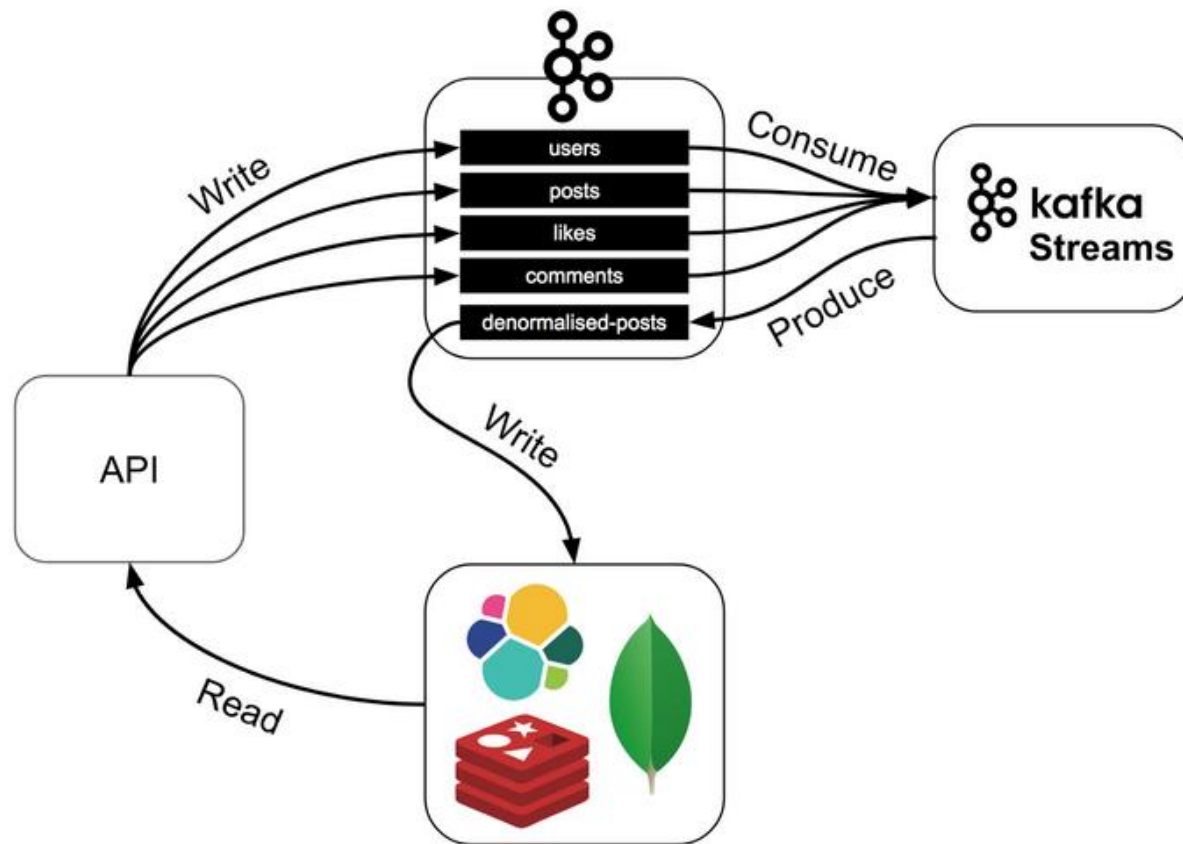 Write
users
posts
likes
comments
denormalised-posts
Consume
kafka
Streams
Produce
API
Write
Read